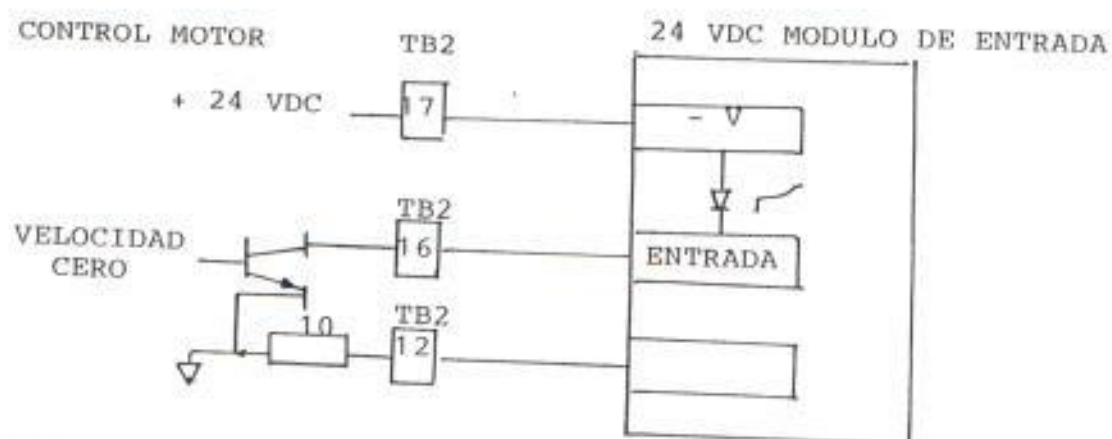 CONTROL MOTOR
TB2
24 VDC MODULO DE ENTRADA
+ 24 VDC
17
- V
TB2
VELOCIDAD
CERO
16
ENTRADA
TB2
10
12